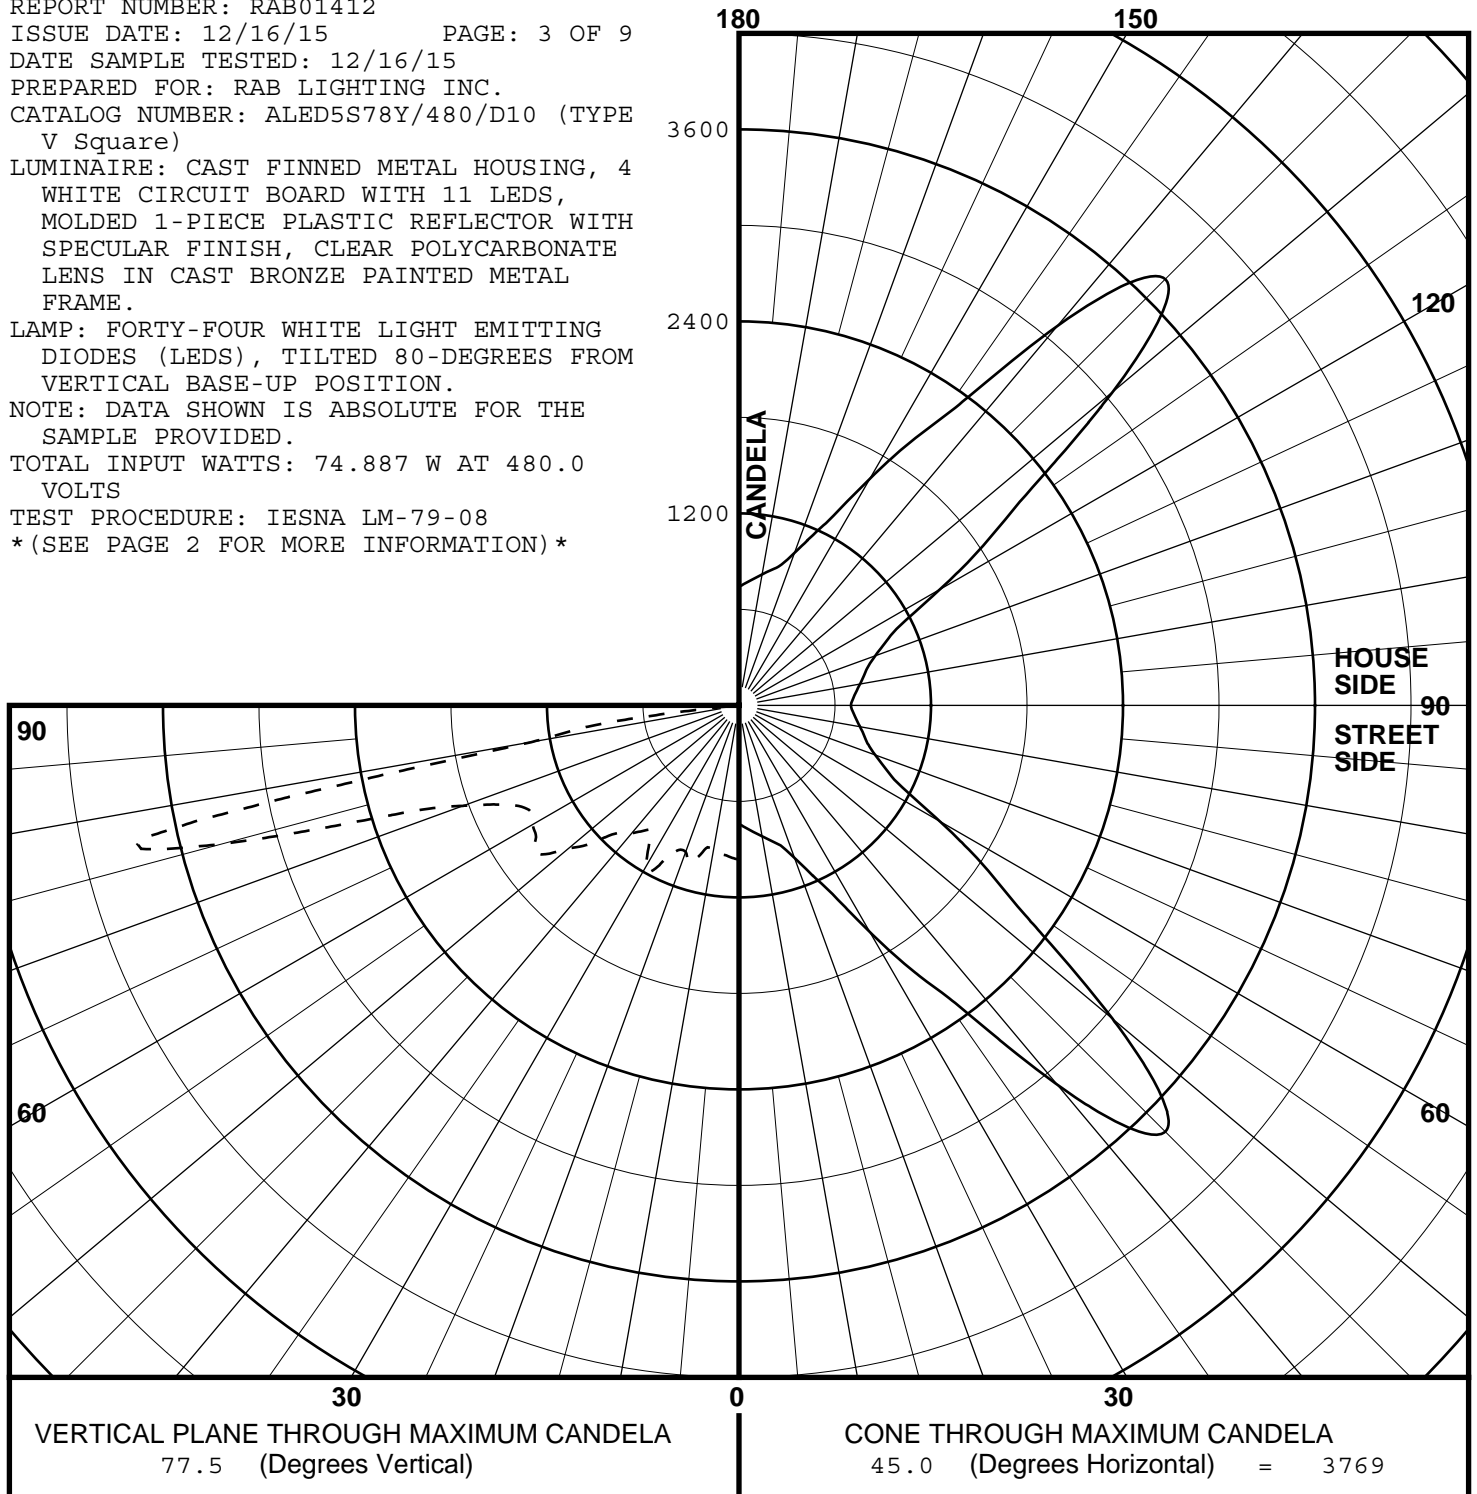 REPORT NUMBER: RAB01412
ISSUE DATE: 12/16/15 PAGE: 3 OF 9
DATE SAMPLE TESTED: 12/16/15
PREPARED FOR: RAB LIGHTING INC.
CATALOG NUMBER: ALED5S78Y/480/D10 (TYPE
V Square)
LUMINAIRE: CAST FINNED METAL HOUSING, 4
WHITE CIRCUIT BOARD WITH 11 LEDS,
MOLDED 1-PIECE PLASTIC REFLECTOR WITH
SPECULAR FINISH, CLEAR POLYCARBONATE
LENS IN CAST BRONZE PAINTED METAL
FRAME.
LAMP: FORTY-FOUR WHITE LIGHT EMITTING
DIODES (LEDS), TILTED 80-DEGREES FROM
VERTICAL BASE-UP POSITION.
NOTE: DATA SHOWN IS ABSOLUTE FOR THE
SAMPLE PROVIDED.
TOTAL INPUT WATTS: 74.887 W AT 480.0
VOLTS
TEST PROCEDURE: IESNA LM-79-08
*(SEE PAGE 2 FOR MORE INFORMATION)*
180 150
3600
120
2400
CANDELA
1200
HOUSE
SIDE
90 90
STREET
SIDE
60 60
30 0 30
VERTICAL PLANE THROUGH MAXIMUM CANDELA
77.5 (Degrees Vertical)
CONE THROUGH MAXIMUM CANDELA
45.0 (Degrees Horizontal) = 3769